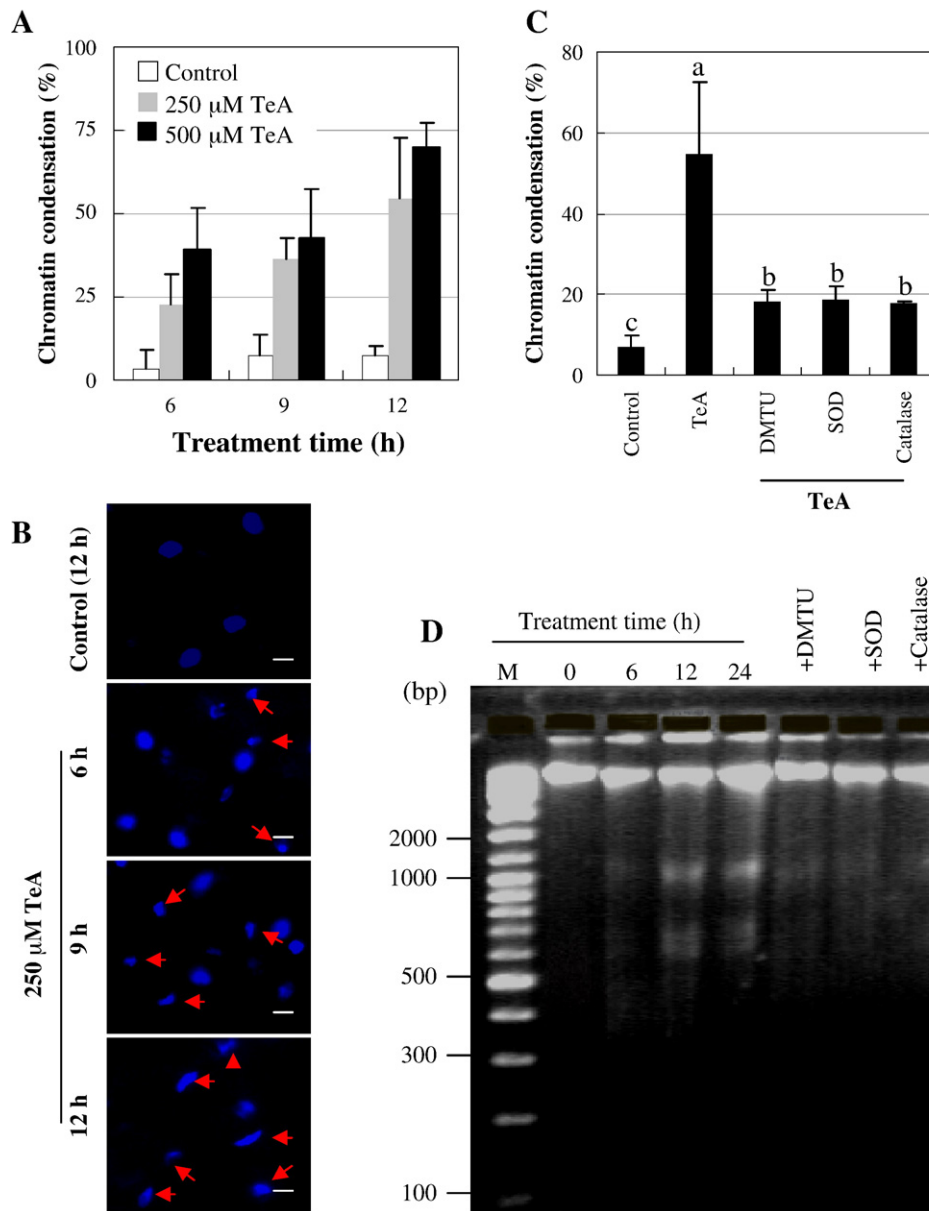 A
Chromatin condensation (%)
100
75
50
25
0
Control
250 µM TeA
500 µM TeA
6 9 12
Treatment time (h)
C
Chromatin condensation (%)
80
60
40
20
0
c
a
b
b
b
Control
TeA
DMTU
SOD
Catalase
TeA
B
Control (12 h)
250 µM TeA
6 h
9 h
12 h
D
Treatment time (h)
(bp)
M 0 6 12 24
+DMTU
+SOD
+Catalase
2000
1000
500
300
100